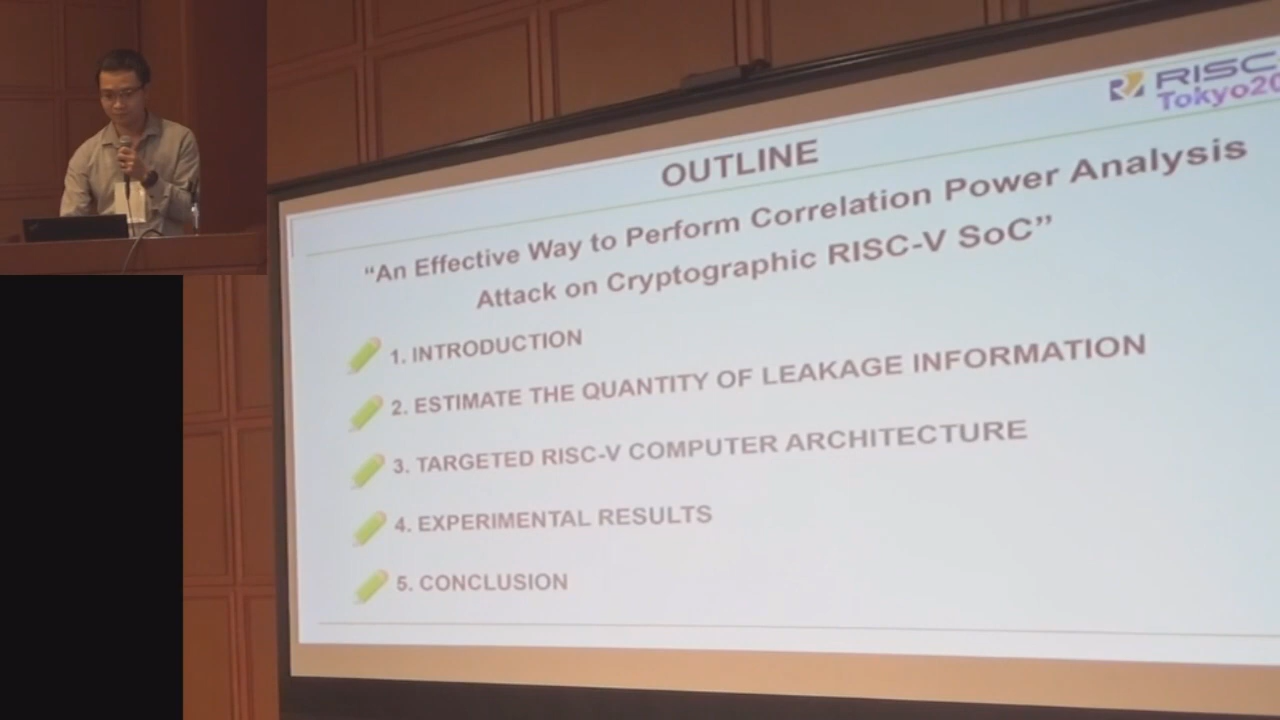 RISC
Tokyo20
OUTLINE
“An Effective Way to Perform Correlation Power Analysis
Attack on Cryptographic RISC-V SoC”
1. INTRODUCTION
2. ESTIMATE THE QUANTITY OF LEAKAGE INFORMATION
3. TARGETED RISC-V COMPUTER ARCHITECTURE
4. EXPERIMENTAL RESULTS
5. CONCLUSION